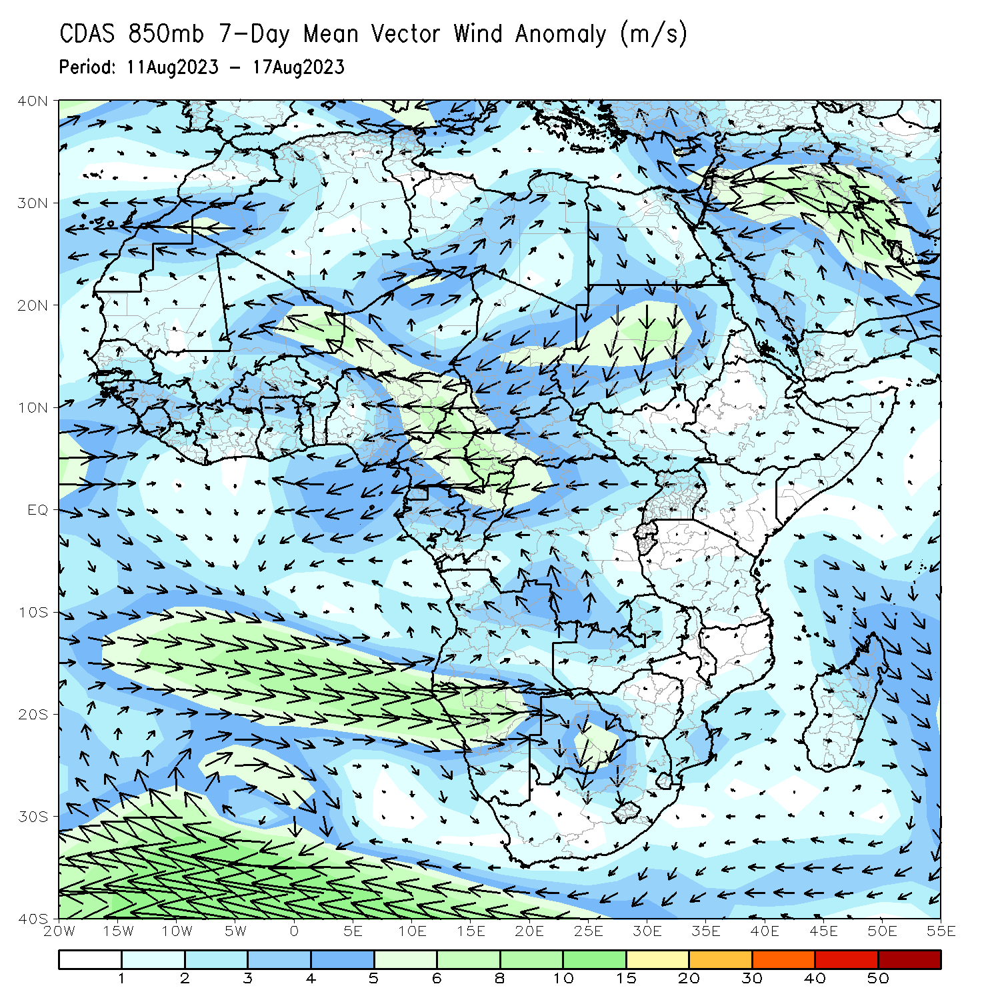 CDAS 850mb 7-Day Mean Vector Wind Anomaly (m/s)
Period: 11Aug2023 - 17Aug2023
40N
30N
20N
10N
EQ
10S
20S
30S
40S
20W 15W 10W 5W 0 5E 10E 15E 20E 25E 30E 35E 40E 45E 50E 55E
1 2 3 4 5 6 8 10 15 20 30 40 50